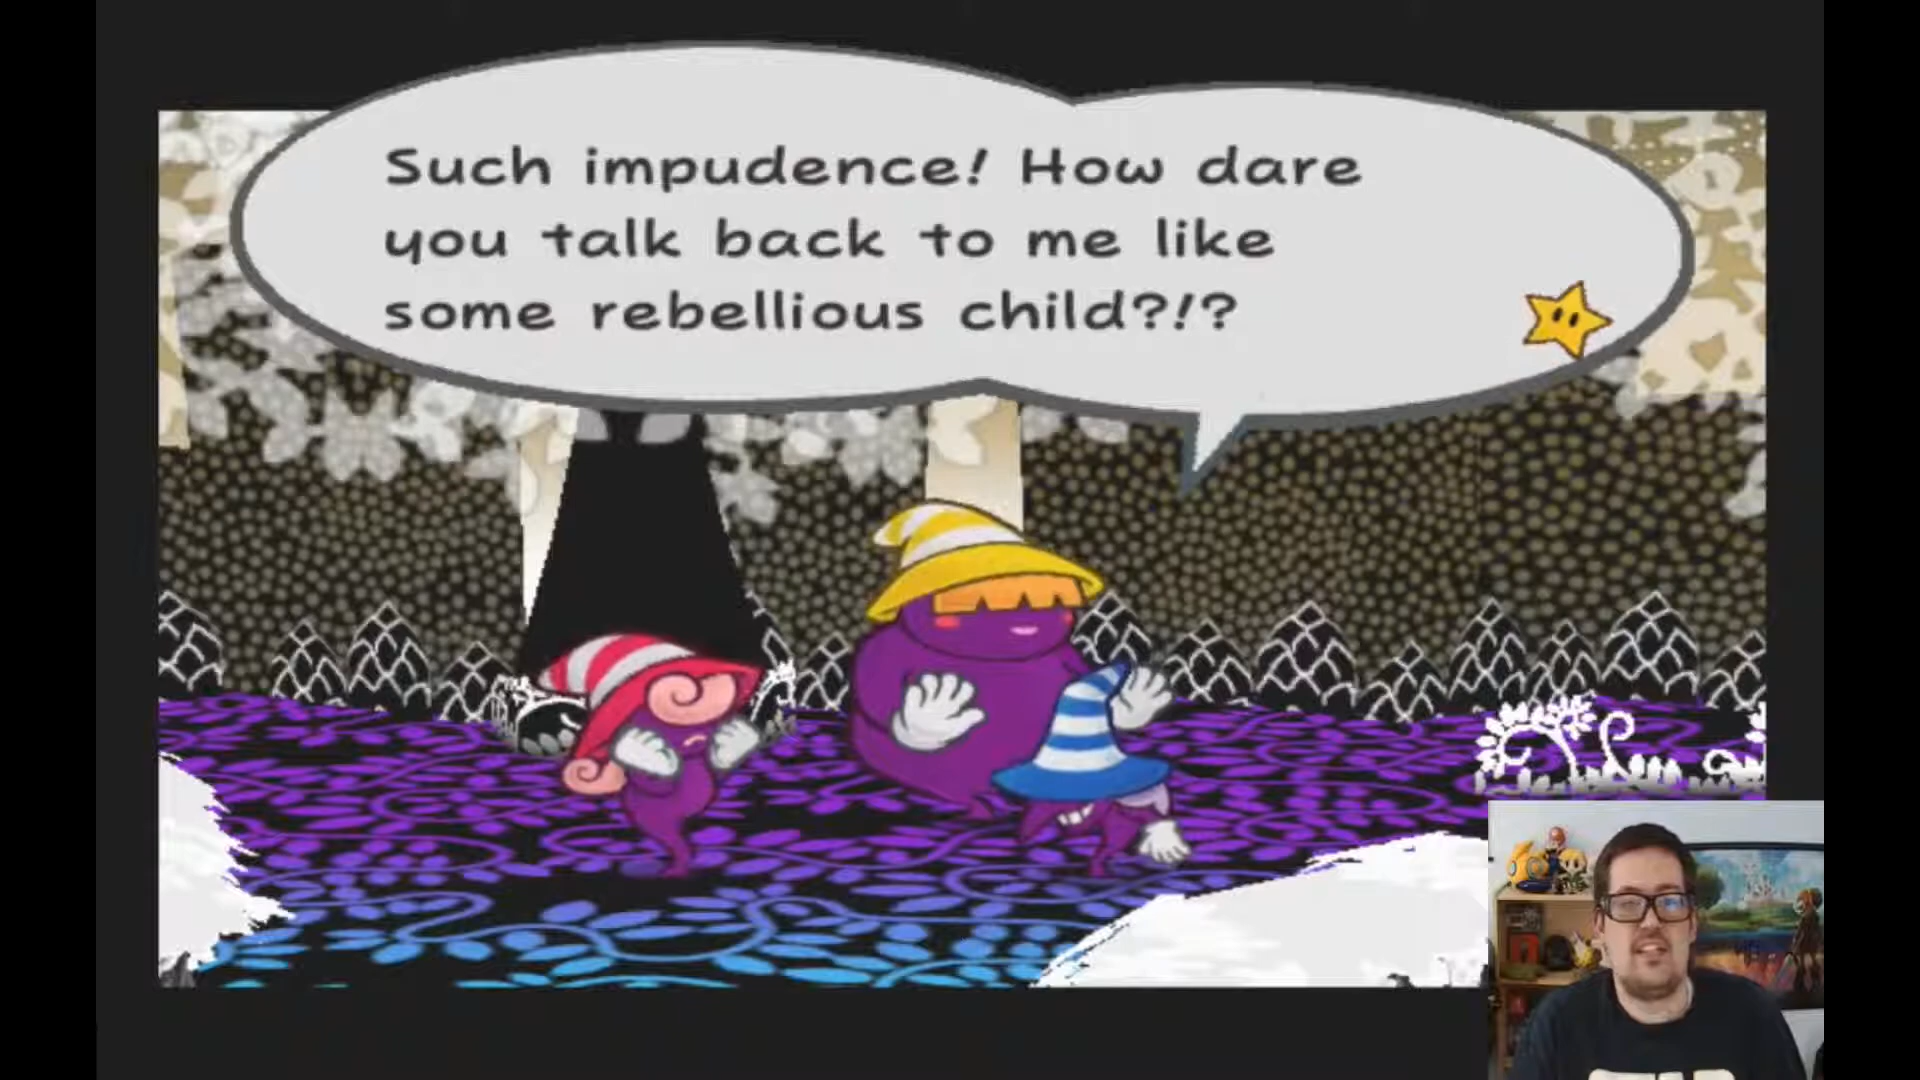 Such impudence! How dare
you talk back to me like
some rebellious child?!?